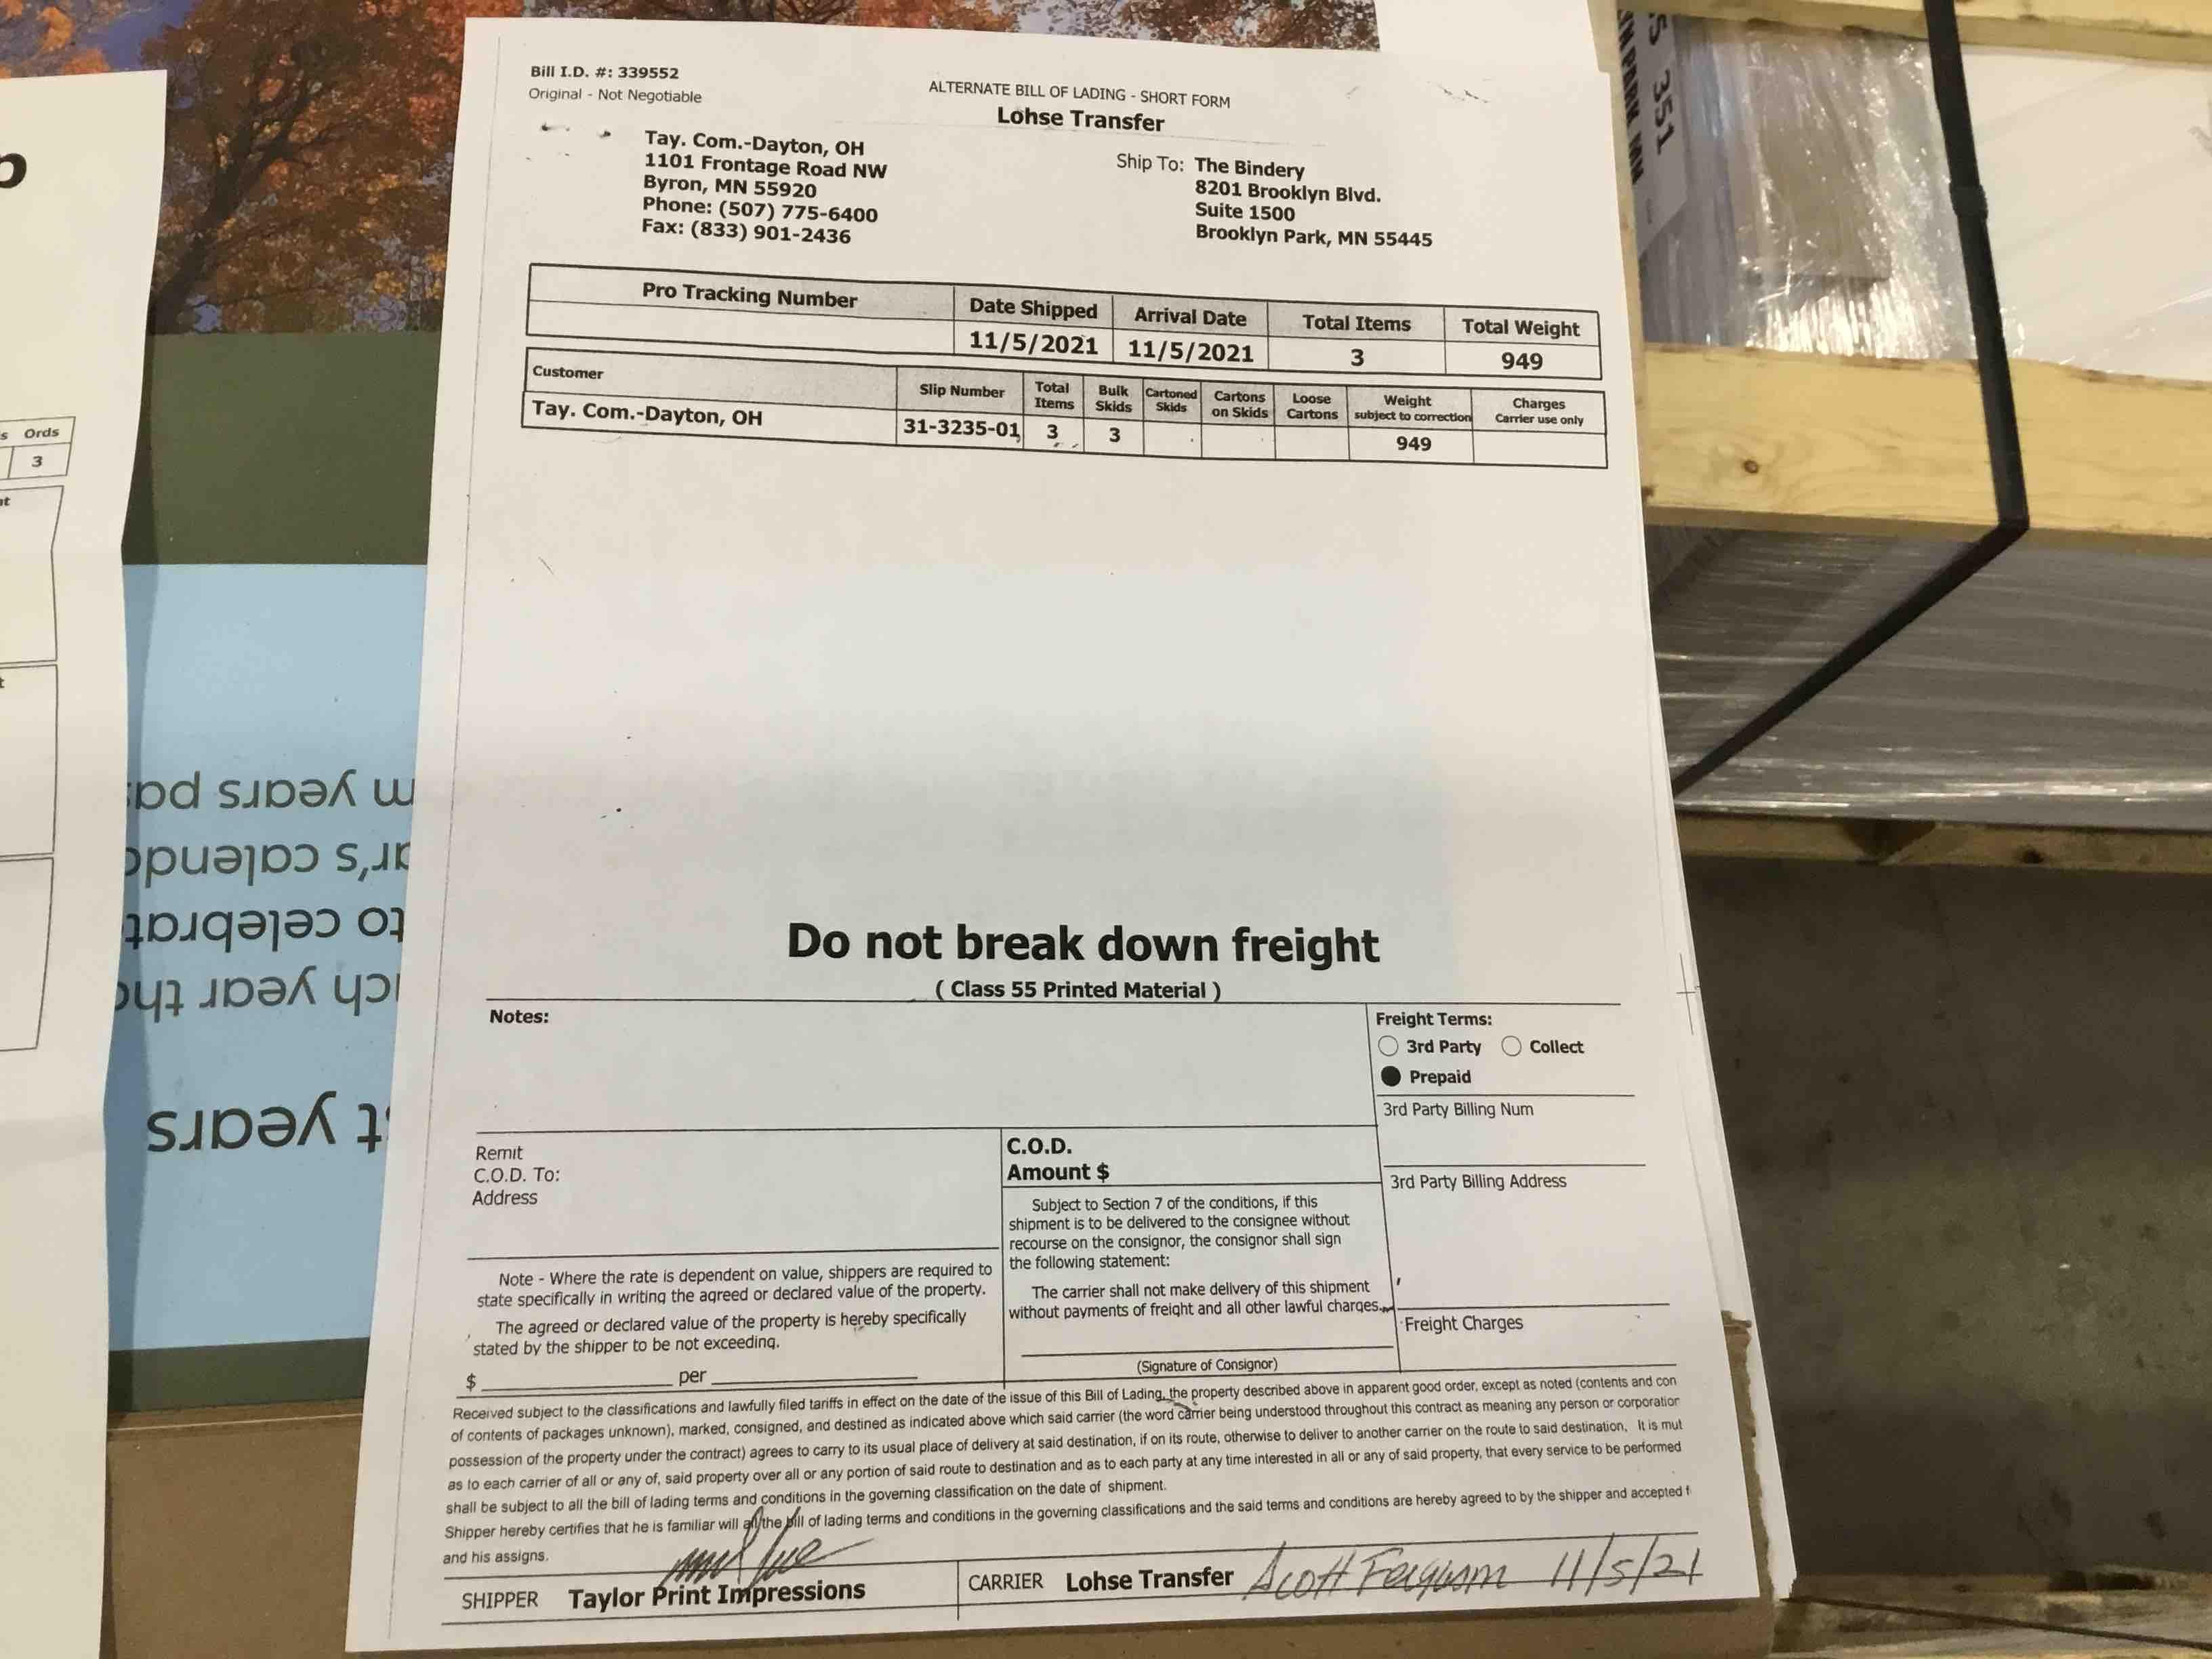 Bill I.D. #: 339552
Original - Not Negotiable
ALTERNATE BILL OF LADING - SHORT FORM
Lohse Transfer
Tay. Com.-Dayton, OH
1101 Frontage Road NW
Byron, MN 55920
Phone: (507) 775-6400
Fax: (833) 901-2436
Ship To: The Bindery
8201 Brooklyn Blvd.
Suite 1500
Brooklyn Park, MN 55445
Pro Tracking Number Date Shipped Arrival Date Total Items Total Weight
11/5/2021 11/5/2021 3 949
Customer Slip Number Total Items Bulk Skids Cartoned Skids Cartons on Skids Loose Cartons Weight subject to correction Charges Carrier use only
Tay. Com.-Dayton, OH 31-3235-01 3 3 949
Do not break down freight
( Class 55 Printed Material )
Notes:
Freight Terms:
3rd Party Collect
Prepaid
3rd Party Billing Num
3rd Party Billing Address
Freight Charges
Remit
C.O.D. To:
Address
C.O.D.
Amount $
Subject to Section 7 of the conditions, if this
shipment is to be delivered to the consignee without
recourse on the consignor, the consignor shall sign
the following statement:
The carrier shall not make delivery of this shipment
without payments of freight and all other lawful charges.
(Signature of Consignor)
Note - Where the rate is dependent on value, shippers are required to
state specifically in writing the agreed or declared value of the property.
The agreed or declared value of the property is hereby specifically
stated by the shipper to be not exceeding.
$ per
Received subject to the classifications and lawfully filed tariffs in effect on the date of the issue of this Bill of Lading, the property described above in apparent good order, except as noted (contents and con
of contents of packages unknown), marked, consigned, and destined as indicated above which said carrier (the word carrier being understood throughout this contract as meaning any person or corporation
possession of the property under the contract) agrees to carry to its usual place of delivery at said destination, if on its route, otherwise to deliver to another carrier on the route to said destination. It is mut
as to each carrier of all or any of, said property over all or any portion of said route to destination and as to each party at any time interested in all or any of said property, that every service to be performed
shall be subject to all the bill of lading terms and conditions in the governing classification on the date of shipment.
Shipper hereby certifies that he is familiar will all the bill of lading terms and conditions in the governing classifications and the said terms and conditions are hereby agreed to by the shipper and accepted f
and his assigns.
SHIPPER Taylor Print Impressions
CARRIER Lohse Transfer Scott Ferguson 11/5/21
s Ords
3
t years
ch year tha
to celebrat
ar's calenda
m years pas
5 351
N PARK MN